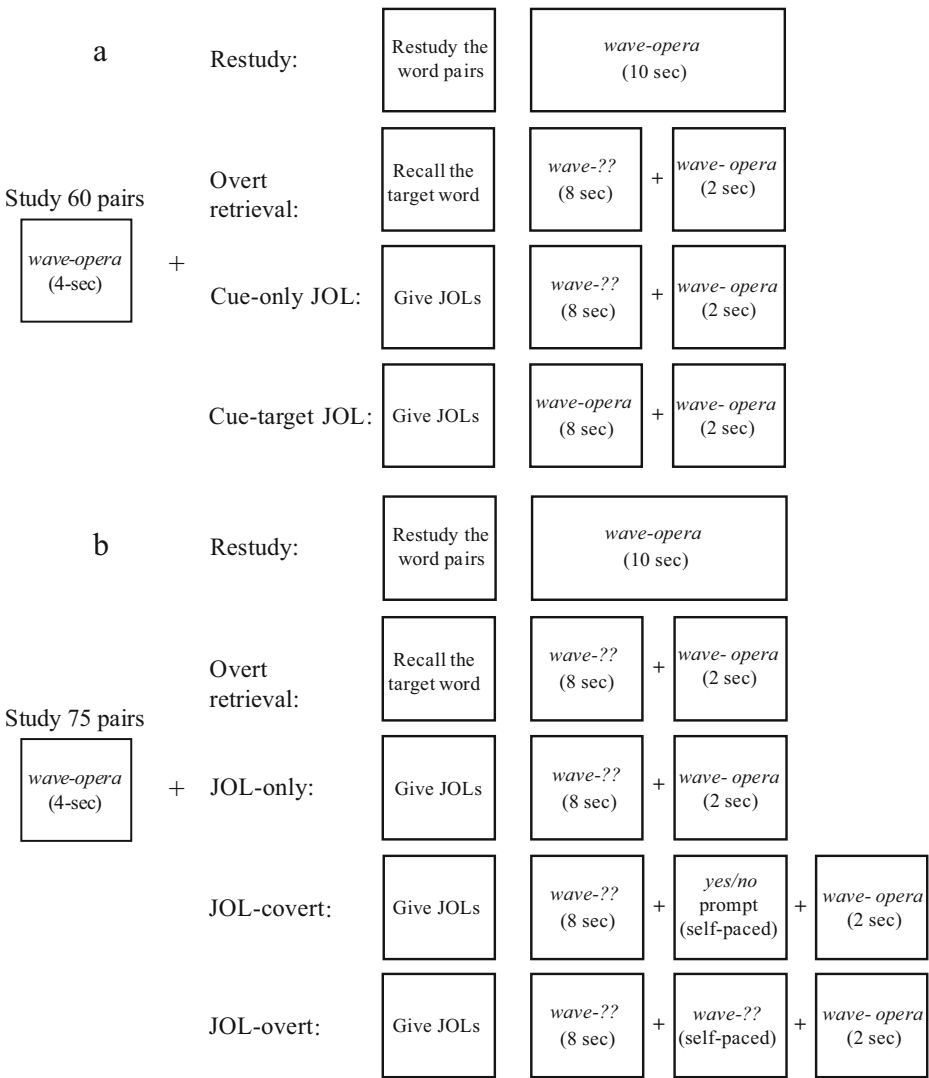 a
Restudy:
Restudy the
word pairs
wave-opera
(10 sec)
Overt
retrieval:
Recall the
target word
wave-??
(8 sec)
+
wave- opera
(2 sec)
Study 60 pairs
wave-opera
(4-sec)
+
Cue-only JOL:
Give JOLs
wave-??
(8 sec)
+
wave- opera
(2 sec)
Cue-target JOL:
Give JOLs
wave-opera
(8 sec)
+
wave- opera
(2 sec)
b
Restudy:
Restudy the
word pairs
wave-opera
(10 sec)
Overt
retrieval:
Recall the
target word
wave-??
(8 sec)
+
wave- opera
(2 sec)
Study 75 pairs
wave-opera
(4-sec)
+
JOL-only:
Give JOLs
wave-??
(8 sec)
+
wave- opera
(2 sec)
JOL-covert:
Give JOLs
wave-??
(8 sec)
+
yes/no
prompt
(self-paced)
+
wave- opera
(2 sec)
JOL-overt:
Give JOLs
wave-??
(8 sec)
+
wave-??
(self-paced)
+
wave- opera
(2 sec)